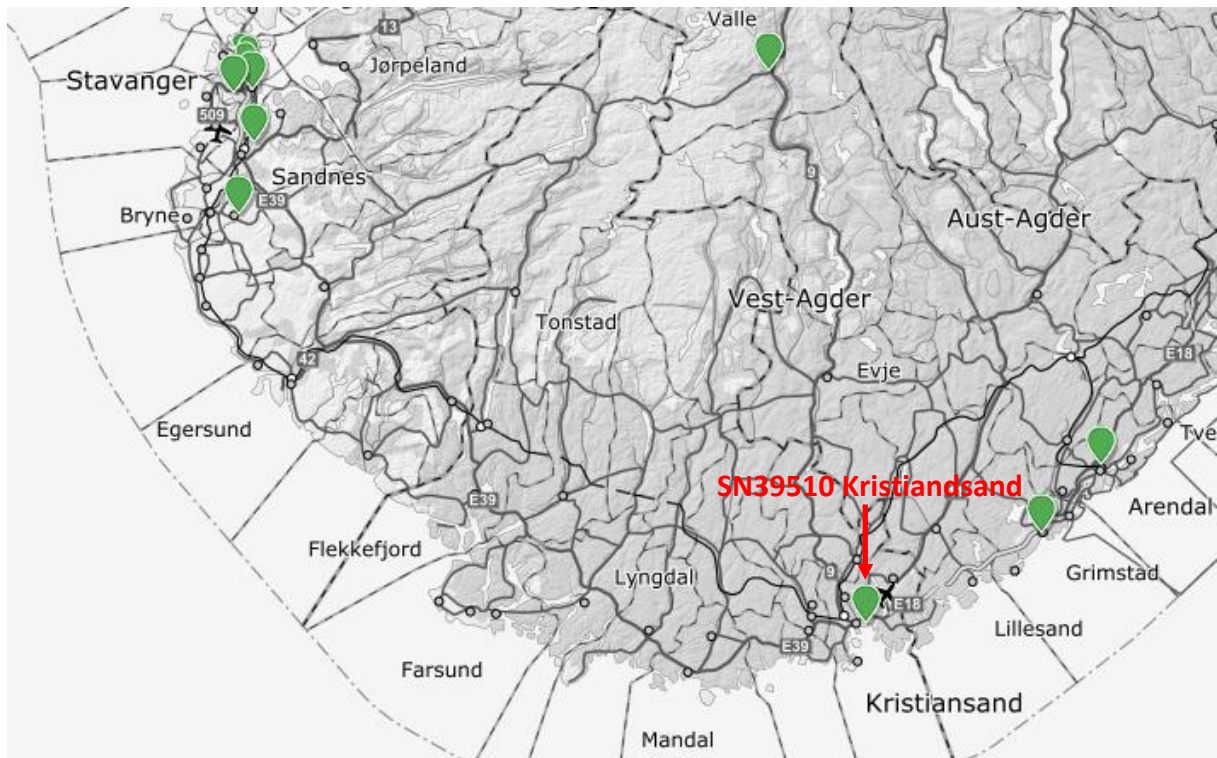 Valle
13
Jørpeland
Stavanger
509
Sandnes
Bryne
E39
Aust-Agder
Vest-Agder
9
Tonstad
42
E18
Evje
Egersund
Tve
SN39510 Kristiandsand
E39
Arendal
Flekkefjord
Lyngdal
9
Grimstad
E18
Lillesand
E39
Farsund
Kristiansand
Mandal